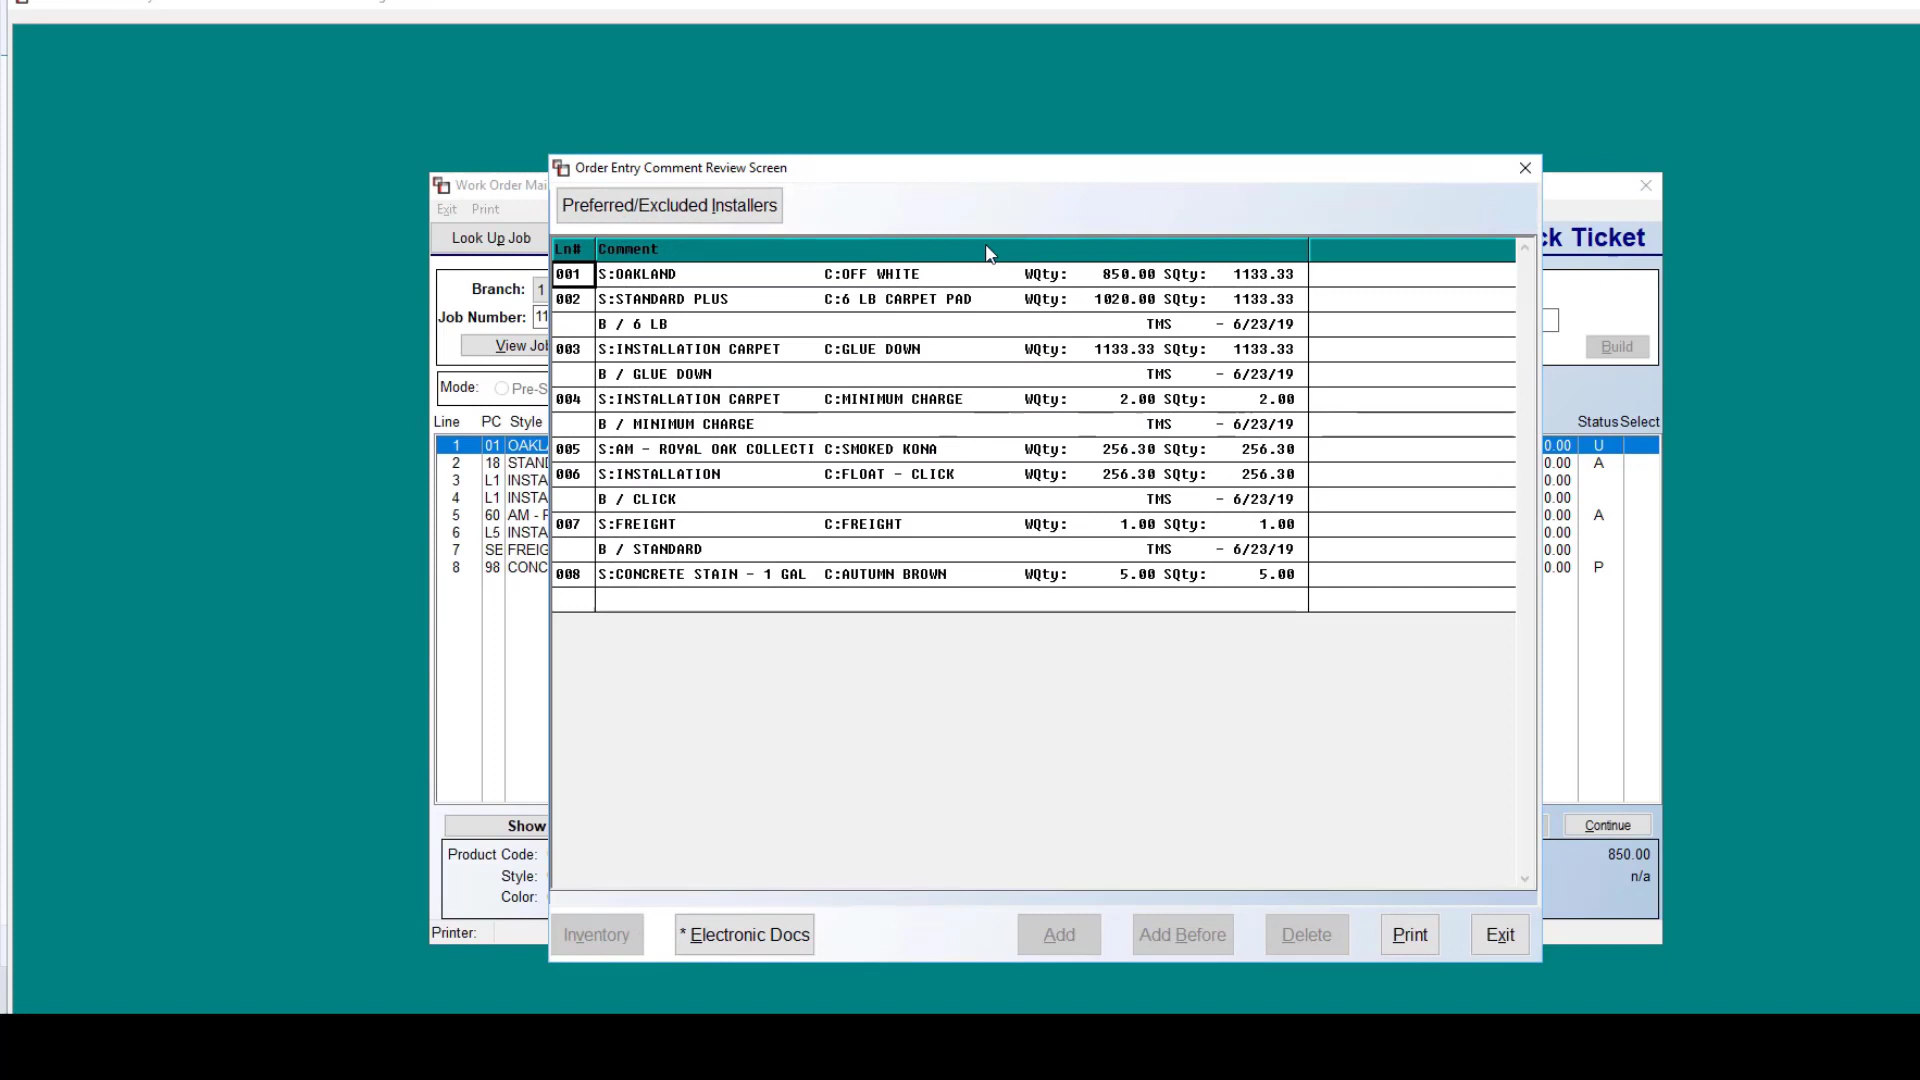 Order Entry Comment Review Screen
Work Order Mai
Preferred/Excluded Installers
Exit Print
Look Up Job
ck Ticket
Ln# Comment
001 S:OAKLAND C:OFF WHITE WQty: 850.00 SQty: 1133.33
002 S:STANDARD PLUS C:6 LB CARPET PAD WQty: 1020.00 SQty: 1133.33
B / 6 LB TMS - 6/23/19
003 S:INSTALLATION CARPET C:GLUE DOWN WQty: 1133.33 SQty: 1133.33
B / GLUE DOWN TMS - 6/23/19
004 S:INSTALLATION CARPET C:MINIMUM CHARGE WQty: 2.00 SQty: 2.00
B / MINIMUM CHARGE TMS - 6/23/19
005 S:AM - ROYAL OAK COLLECTI C:SMOKED KONA WQty: 256.30 SQty: 256.30
006 S:INSTALLATION C:FLOAT - CLICK WQty: 256.30 SQty: 256.30
B / CLICK TMS - 6/23/19
007 S:FREIGHT C:FREIGHT WQty: 1.00 SQty: 1.00
B / STANDARD TMS - 6/23/19
008 S:CONCRETE STAIN - 1 GAL C:AUTUMN BROWN WQty: 5.00 SQty: 5.00
Branch: 1
Job Number: 11
View Job
Build
Mode: Pre-S
Line PC Style
Status Select
1 01 OAKLA 0.00 U
2 18 STAND 0.00 A
3 L1 INSTA 0.00
4 L1 INSTA 0.00
5 60 AM - F 0.00 A
6 L5 INSTA 0.00
7 SE FREIG 0.00
8 98 CONC 0.00 P
Show
Continue
Product Code: 850.00
Style: n/a
Color:
Printer:
Inventory * Electronic Docs Add Add Before Delete Print Exit